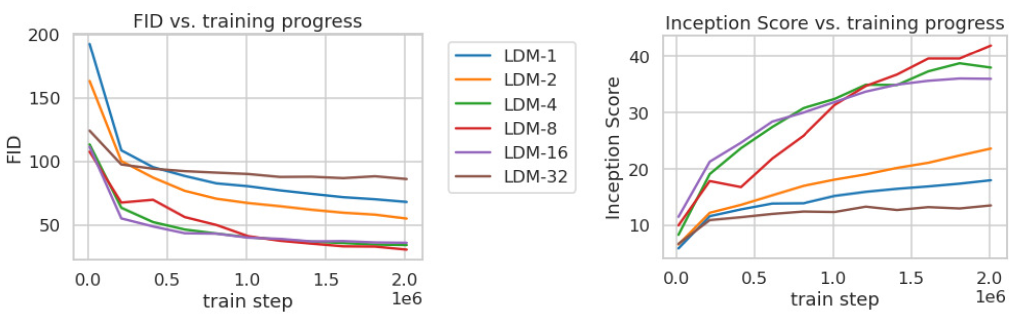 FID vs. training progress
200
150
100
50
FID
0.0 0.5 1.0 1.5 2.0
1e6
train step
LDM-1
LDM-2
LDM-4
LDM-8
LDM-16
LDM-32
Inception Score vs. training progress
40
30
20
10
Inception Score
0.0 0.5 1.0 1.5 2.0
1e6
train step